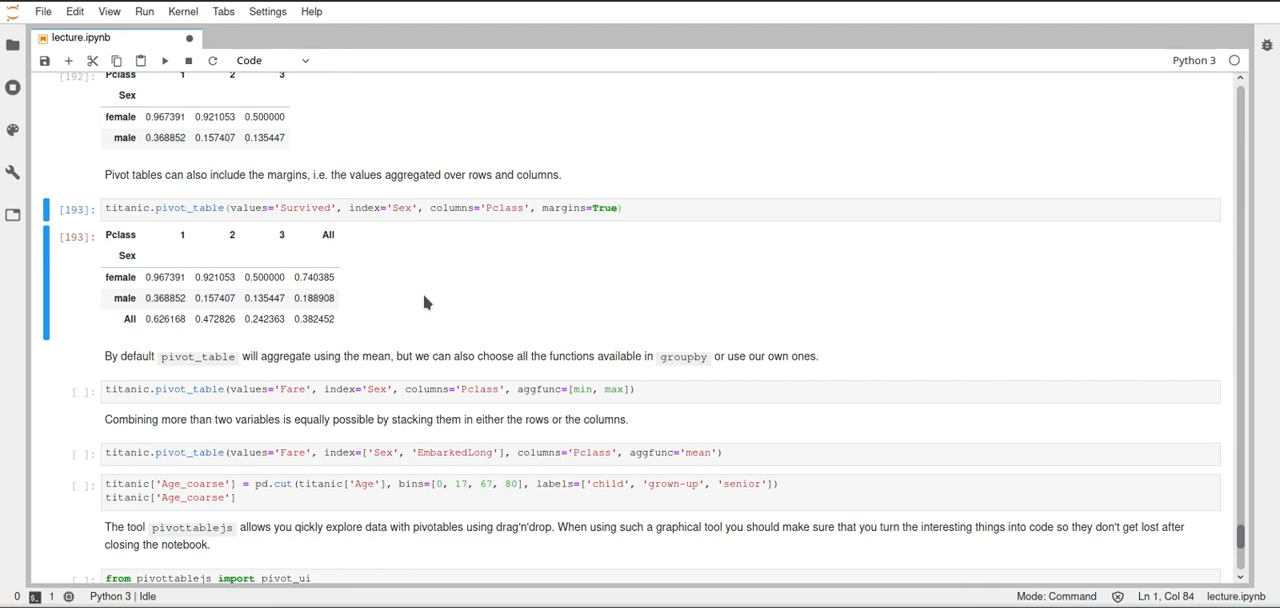 File Edit View Run Kernel Tabs Settings Help
lecture.ipynb
Code Python 3
[192]: Pclass 1 2 3
Sex
female 0.967391 0.921053 0.500000
male 0.368852 0.157407 0.135447
Pivot tables can also include the margins, i.e. the values aggregated over rows and columns.
[193]: titanic.pivot_table(values='Survived', index='Sex', columns='Pclass', margins=True)
[193]: Pclass 1 2 3 All
Sex
female 0.967391 0.921053 0.500000 0.740385
male 0.368852 0.157407 0.135447 0.188908
All 0.626168 0.472826 0.242363 0.382452
By default pivot_table will aggregate using the mean, but we can also choose all the functions available in groupby or use our own ones.
[ ]: titanic.pivot_table(values='Fare', index='Sex', columns='Pclass', aggfunc=[min, max])
Combining more than two variables is equally possible by stacking them in either the rows or the columns.
[ ]: titanic.pivot_table(values='Fare', index=['Sex', 'EmbarkedLong'], columns='Pclass', aggfunc='mean')
[ ]: titanic['Age_coarse'] = pd.cut(titanic['Age'], bins=[0, 17, 67, 80], labels=['child', 'grown-up', 'senior'])
titanic['Age_coarse']
The tool pivottablejs allows you qickly explore data with pivotables using drag'n'drop. When using such a graphical tool you should make sure that you turn the interesting things into code so they don't get lost after
closing the notebook.
[ ]: from pivottablejs import pivot_ui
0 1 Python 3 | Idle Mode: Command Ln 1, Col 84 lecture.ipynb